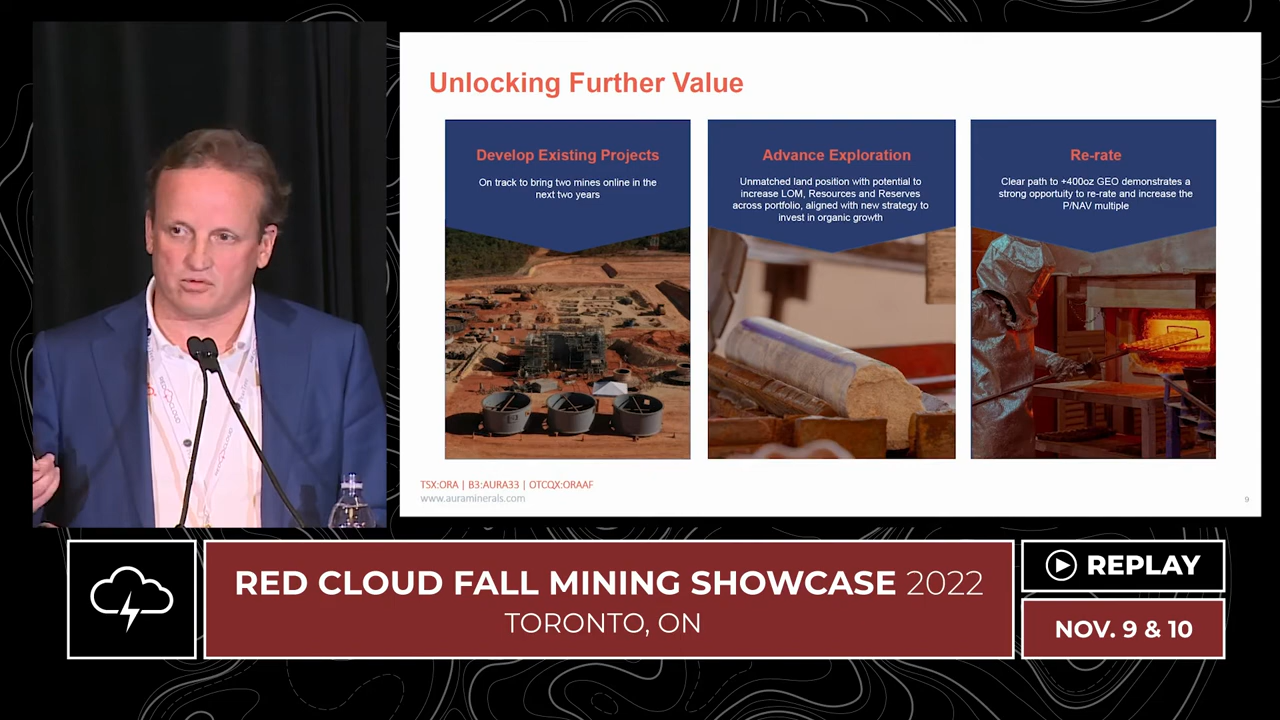 Unlocking Further Value
Develop Existing Projects
On track to bring two mines online in the
next two years
Advance Exploration
Unmatched land position with potential to
increase LOM, Resources and Reserves
across portfolio, aligned with new strategy to
invest in organic growth
Re-rate
Clear path to +400oz GEO demonstrates a
strong opportuity to re-rate and increase the
P/NAV multiple
TSX:ORA | B3:AURA33 | OTCQX:ORAAF
www.auraminerals.com
9
RED CLOUD
RED CLOUD FALL MINING SHOWCASE 2022
TORONTO, ON
REPLAY
NOV. 9 & 10